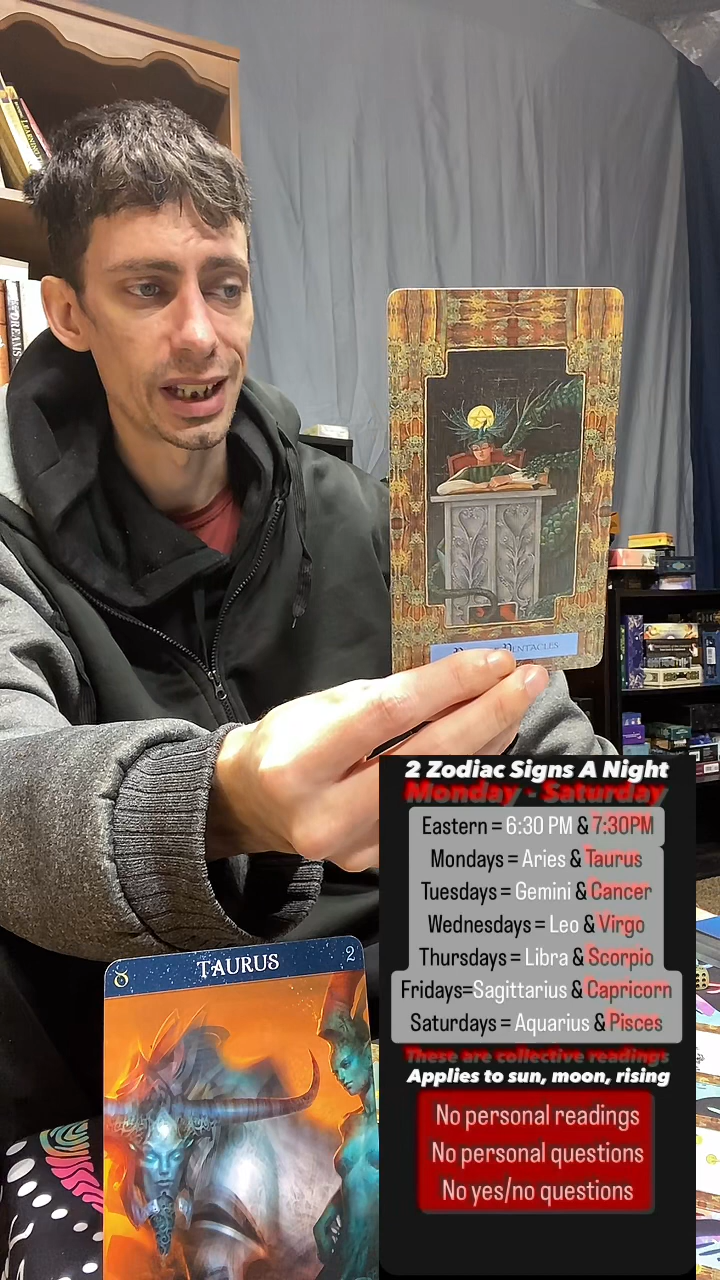 DREAMS
PENTACLES
2 Zodiac Signs A Night
Monday - Saturday
Eastern = 6:30 PM & 7:30PM
Mondays = Aries & Taurus
Tuesdays = Gemini & Cancer
Wednesdays = Leo & Virgo
Thursdays = Libra & Scorpio
Fridays=Sagittarius & Capricorn
Saturdays = Aquarius & Pisces
These are collective readings
Applies to sun, moon, rising
No personal readings
No personal questions
No yes/no questions
♉ TAURUS 2